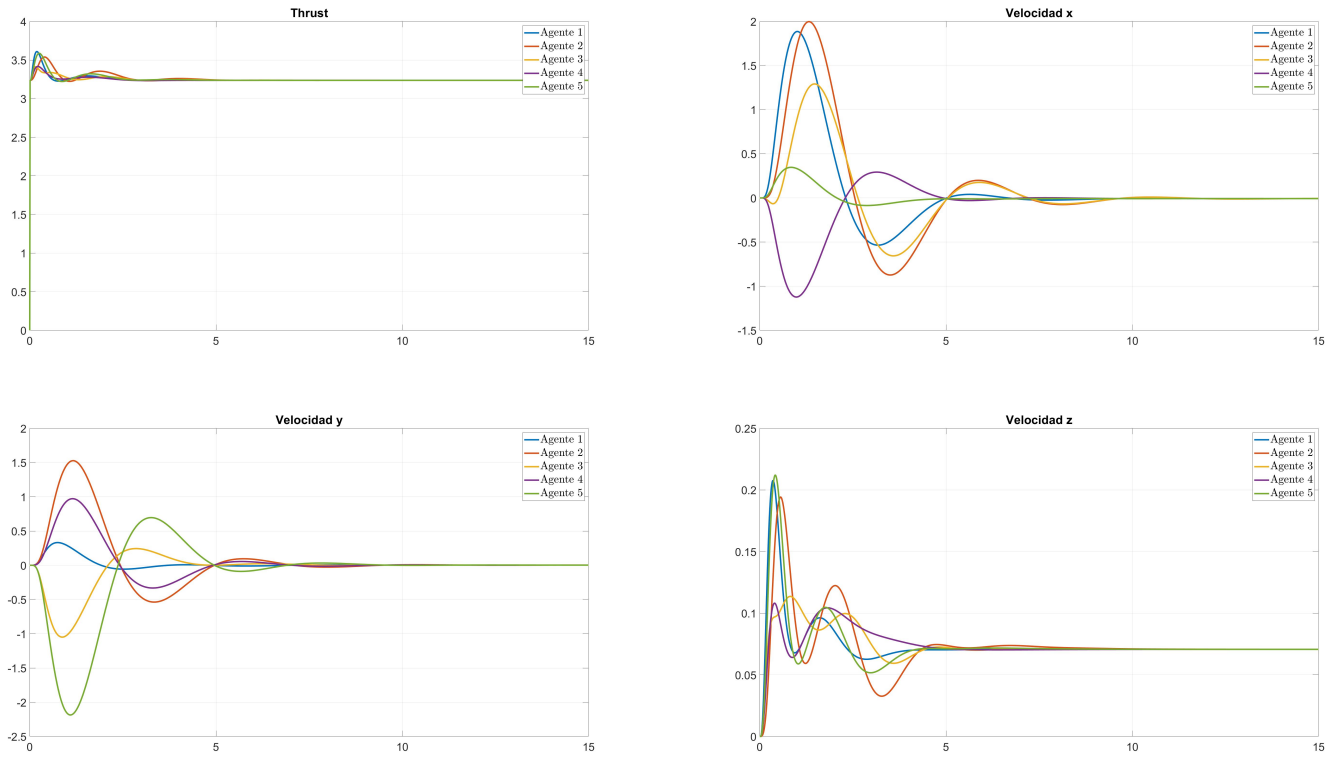 Thrust
4
3.5
3
2.5
2
1.5
1
0.5
0
0
5
10
15
Agente 1
Agente 2
Agente 3
Agente 4
Agente 5
Velocidad x
2
1.5
1
0.5
0
-0.5
-1
-1.5
0
5
10
15
Agente 1
Agente 2
Agente 3
Agente 4
Agente 5
Velocidad y
2
1.5
1
0.5
0
-0.5
-1
-1.5
-2
-2.5
0
5
10
15
Agente 1
Agente 2
Agente 3
Agente 4
Agente 5
Velocidad z
0.25
0.2
0.15
0.1
0.05
0
0
5
10
15
Agente 1
Agente 2
Agente 3
Agente 4
Agente 5